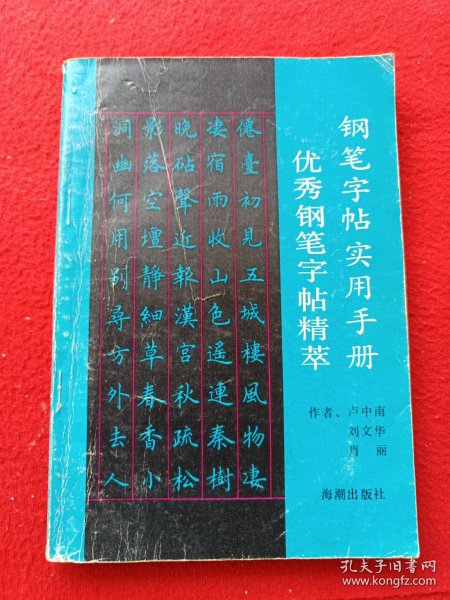 钢笔字帖实用手册
优秀钢笔字帖精萃
作者、卢中南
刘文华
肖丽
海潮出版社
僊臺初見五城樓風物凄
凄宿雨收山色遥連秦樹
晚砧聲近報漢宫秋疏松
影落空壇静細草春香小
洞幽何用别尋方外去人
孔夫子旧书网
www.kongfz.com